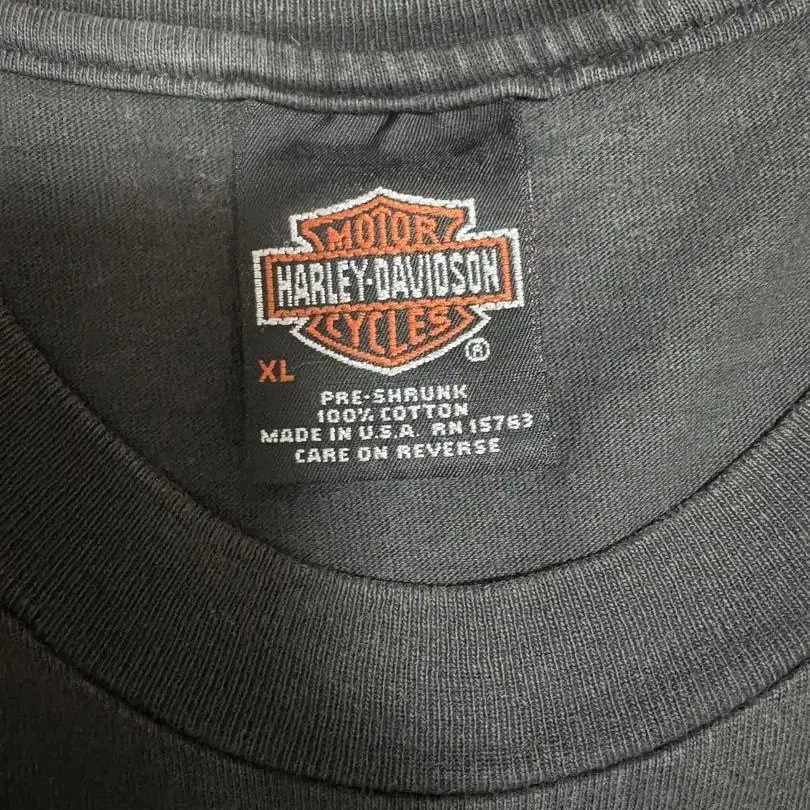 MOTOR
HARLEY-DAVIDSON
CYCLES
®
XL
PRE-SHRUNK
100% COTTON
MADE IN U.S.A. RN 15763
CARE ON REVERSE